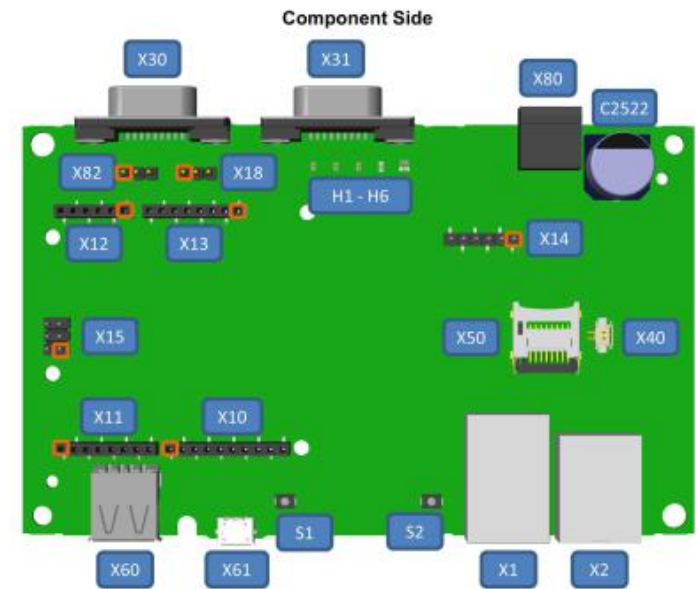 Component Side
X30
X31
X80
C2522
X82
X18
H1 - H6
X12
X13
X14
X15
X50
X40
X11
X10
S1
S2
X60
X61
X1
X2